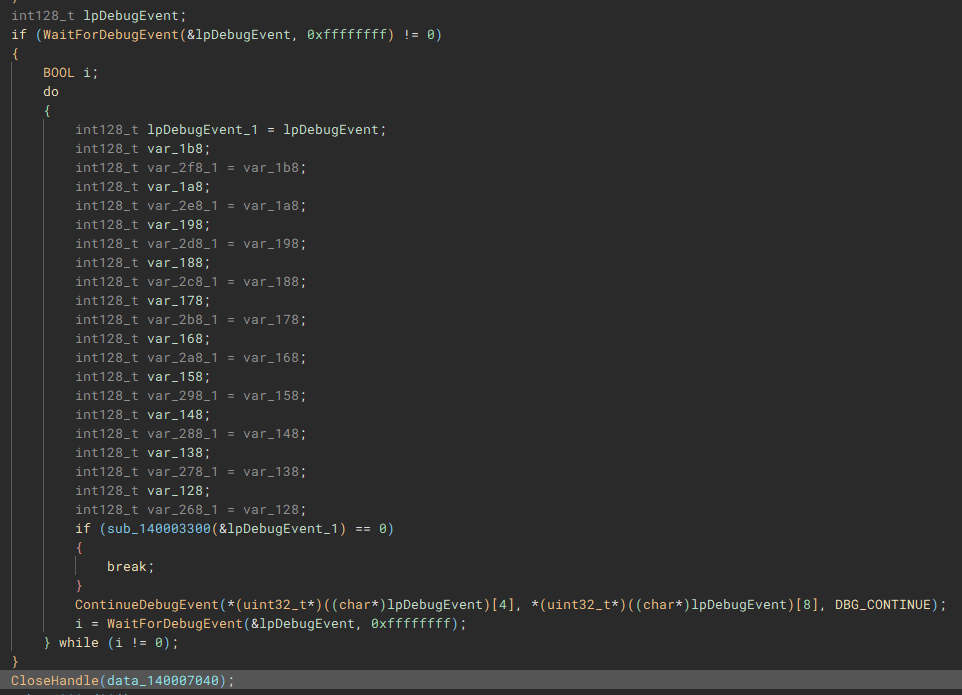 int128_t lpDebugEvent;
if (WaitForDebugEvent(&lpDebugEvent, 0xffffffff) != 0)
{
BOOL i;
do
{
int128_t lpDebugEvent_1 = lpDebugEvent;
int128_t var_1b8;
int128_t var_2f8_1 = var_1b8;
int128_t var_1a8;
int128_t var_2e8_1 = var_1a8;
int128_t var_198;
int128_t var_2d8_1 = var_198;
int128_t var_188;
int128_t var_2c8_1 = var_188;
int128_t var_178;
int128_t var_2b8_1 = var_178;
int128_t var_168;
int128_t var_2a8_1 = var_168;
int128_t var_158;
int128_t var_298_1 = var_158;
int128_t var_148;
int128_t var_288_1 = var_148;
int128_t var_138;
int128_t var_278_1 = var_138;
int128_t var_128;
int128_t var_268_1 = var_128;
if (sub_140003300(&lpDebugEvent_1) == 0)
{
break;
}
ContinueDebugEvent(*(uint32_t*)((char*)lpDebugEvent)[4], *(uint32_t*)((char*)lpDebugEvent)[8], DBG_CONTINUE);
i = WaitForDebugEvent(&lpDebugEvent, 0xffffffff);
} while (i != 0);
}
CloseHandle(data_140007040);